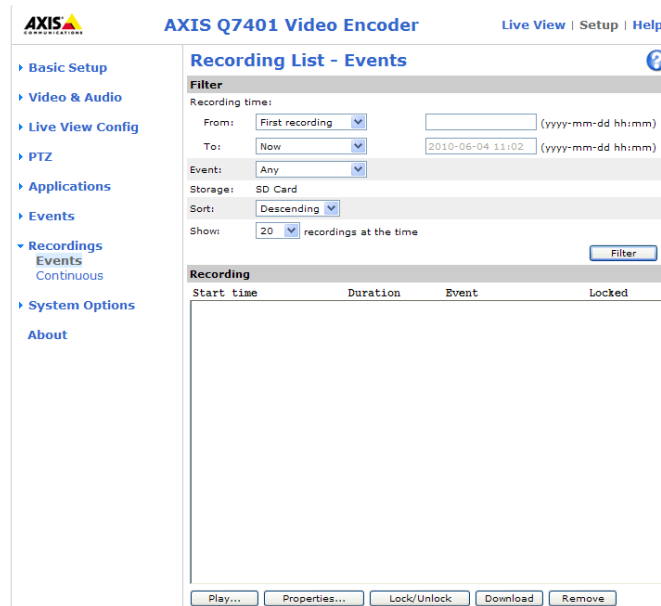 AXIS
COMMUNICATIONS
AXIS Q7401 Video Encoder
Live View | Setup | Help
Basic Setup
Video & Audio
Live View Config
PTZ
Applications
Events
Recordings
Events
Continuous
System Options
About
Recording List - Events
?
Filter
Recording time:
From: First recording (yyyy-mm-dd hh:mm)
To: Now 2010-06-04 11:02 (yyyy-mm-dd hh:mm)
Event: Any
Storage: SD Card
Sort: Descending
Show: 20 recordings at the time
Filter
Recording
Start time Duration Event Locked
Play... Properties... Lock/Unlock Download Remove